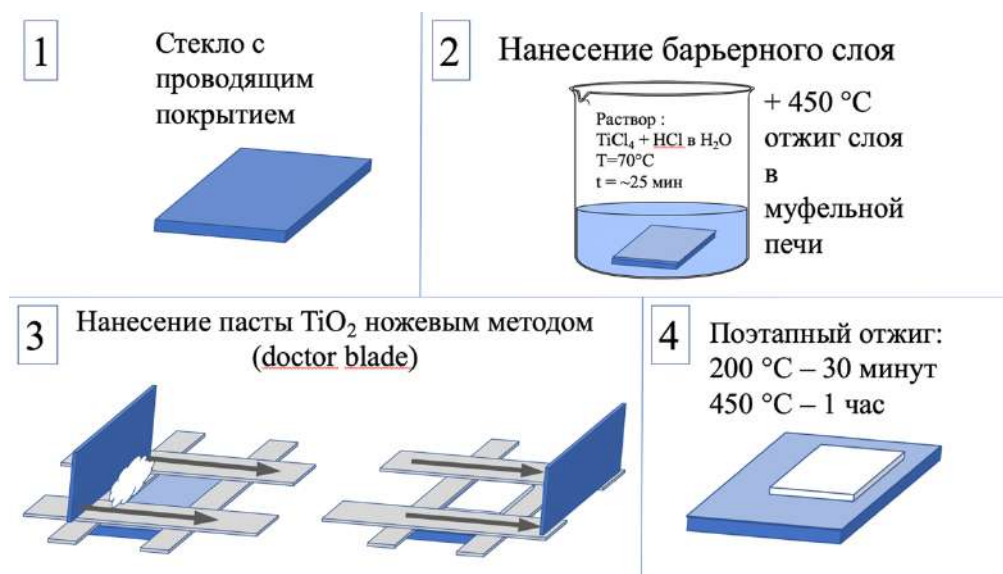 1
Стекло с
проводящим
покрытием
2
Нанесение барьерного слоя
Раствор :
TiCl₄ + HCl в H₂O
T=70°C
t = ~25 мин
+ 450 °C
отжиг слоя
в
муфельной
печи
3
Нанесение пасты TiO₂ ножевым методом
(doctor blade)
4
Поэтапный отжиг:
200 °C – 30 минут
450 °C – 1 час